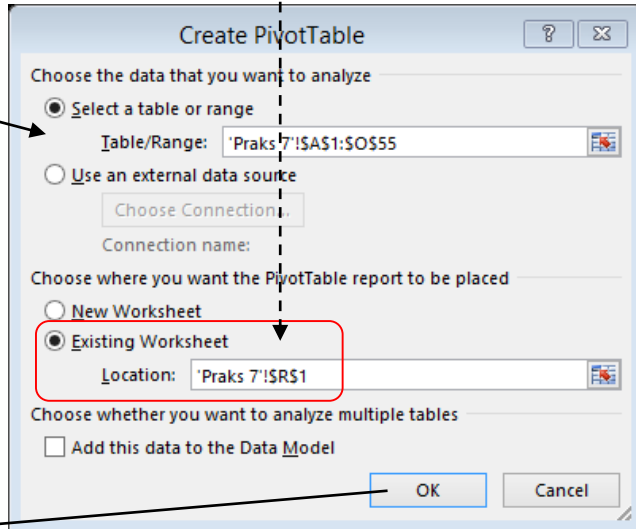 Create PivotTable
?
Choose the data that you want to analyze
Select a table or range
Table/Range: 'Praks 7'!$A$1:$O$55
Use an external data source
Choose Connection...
Connection name:
Choose where you want the PivotTable report to be placed
New Worksheet
Existing Worksheet
Location: 'Praks 7'!$R$1
Choose whether you want to analyze multiple tables
Add this data to the Data Model
OK Cancel